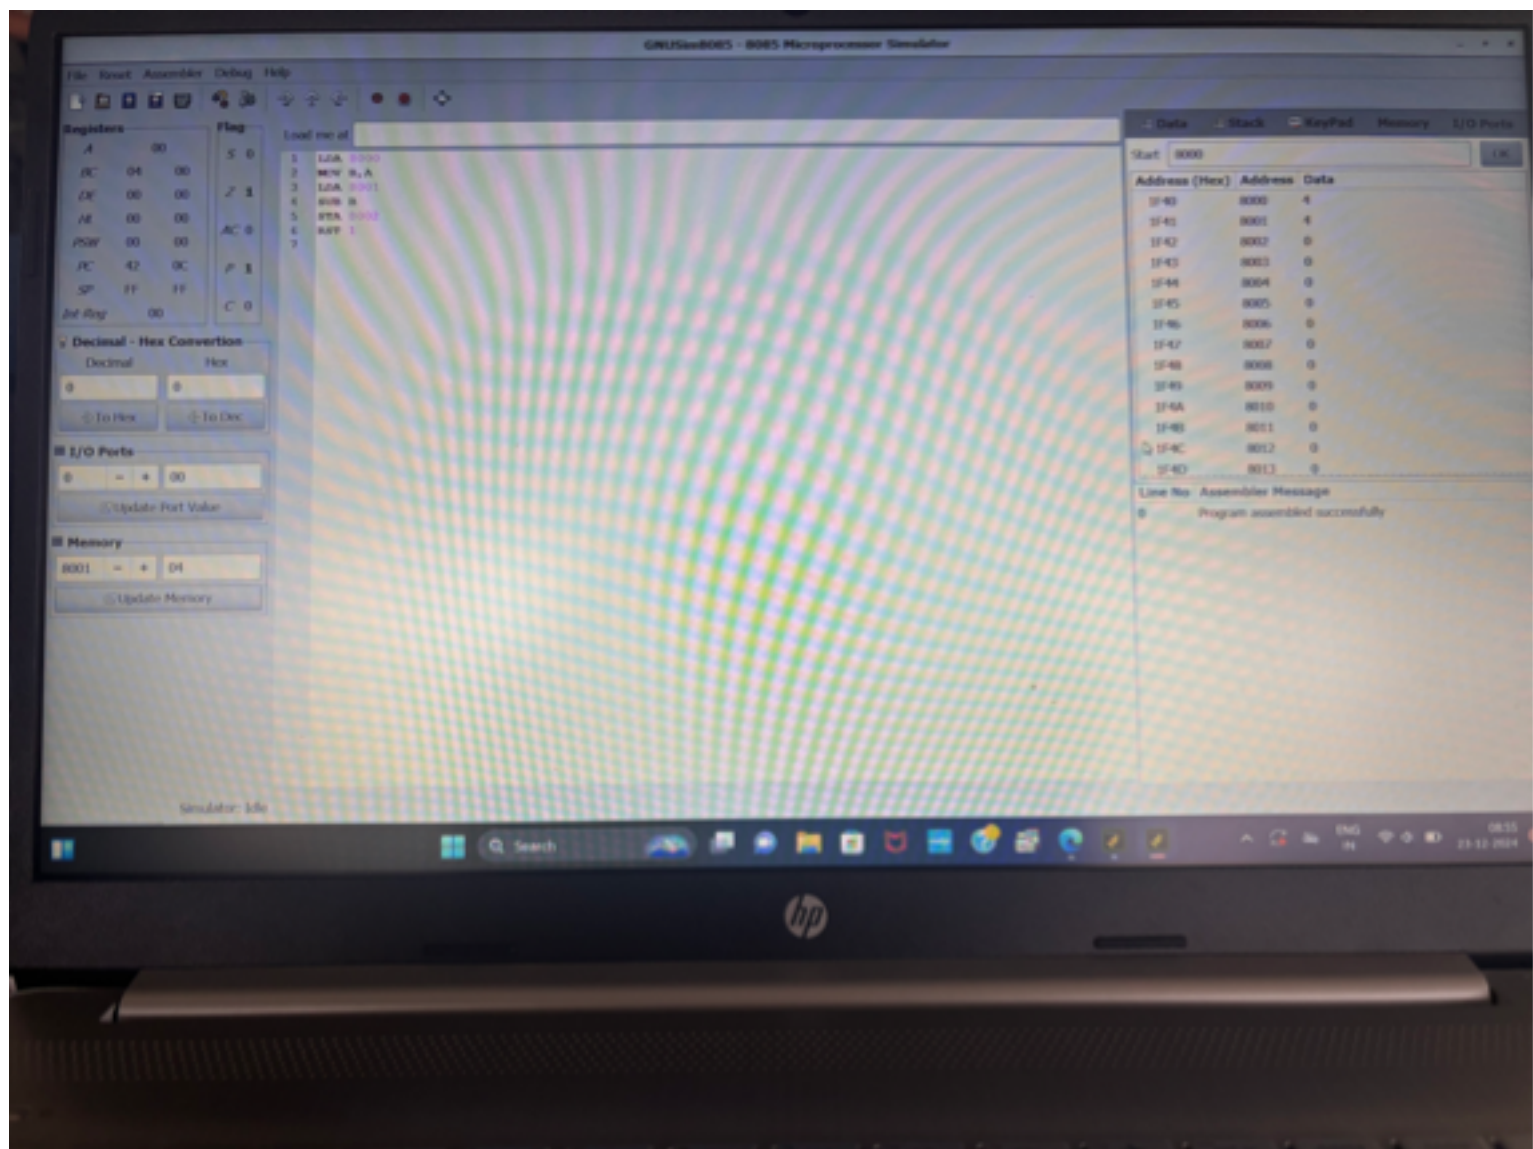 GNUSim8085 - 8085 Microprocessor Simulator
File Reset Assembler Debug Help
Registers
A 00
BC 04 00
DE 00 00
HL 00 00
PSW 00 00
PC 42 0C
SP FF FF
Int-Reg 00
Flag
S 0
Z 1
AC 0
P 1
C 0
Decimal - Hex Convertion
Decimal Hex
0 0
To Hex To Dec
I/O Ports
0 - + 00
Update Port Value
Memory
8001 - + 04
Update Memory
Simulator: Idle
Load me at
1 LDA 8000
2 MOV B,A
3 LDA 8001
4 SUB B
5 STA 8002
6 RST 1
7
Data Stack KeyPad Memory I/O Ports
Start 8000 OK
Address (Hex) Address Data
1F40 8000 4
1F41 8001 4
1F42 8002 0
1F43 8003 0
1F44 8004 0
1F45 8005 0
1F46 8006 0
1F47 8007 0
1F48 8008 0
1F49 8009 0
1F4A 8010 0
1F4B 8011 0
1F4C 8012 0
1F4D 8013 0
Line No Assembler Message
0 Program assembled successfully
Search
ENG
IN
08:55
23-12-2024
hp